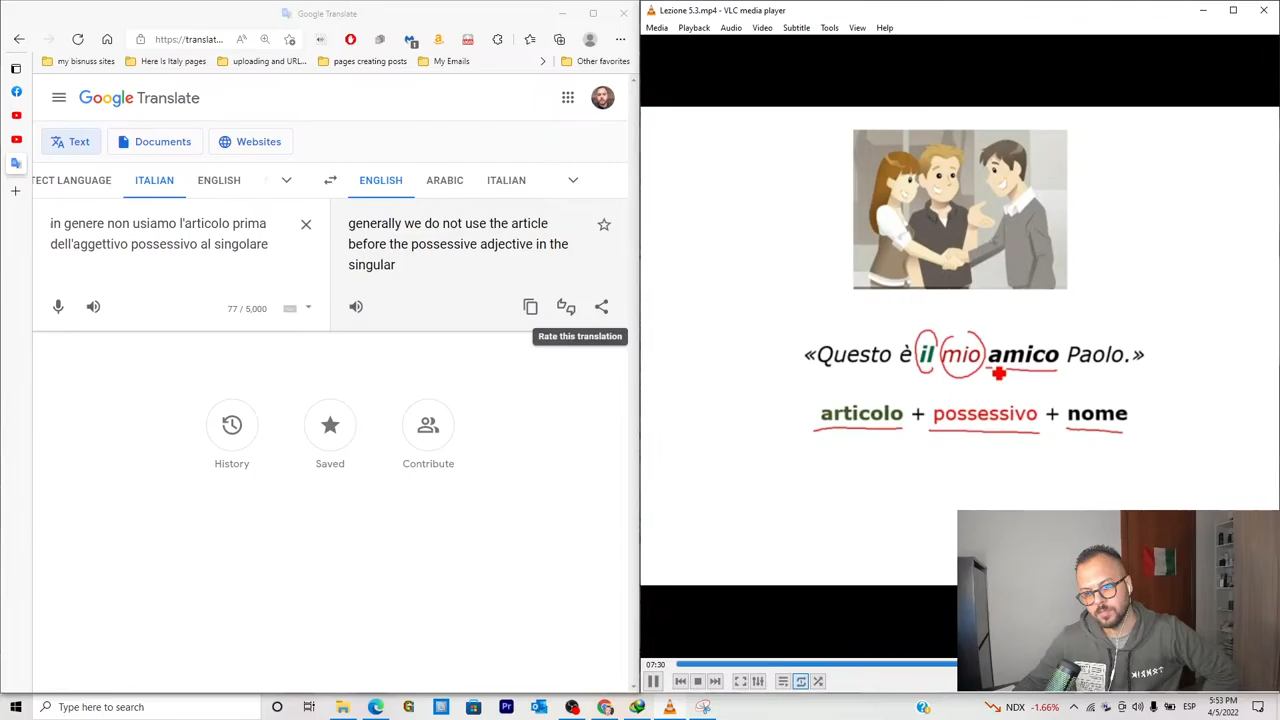 Google Translate
https://translat...
my bisnuss sites
Here Is Italy pages
uploading and URL...
pages creating posts
My Emails
Other favorites
Google Translate
Text
Documents
Websites
ETECT LANGUAGE
ITALIAN
ENGLISH
ENGLISH
ARABIC
ITALIAN
in genere non usiamo l'articolo prima
dell'aggettivo possessivo al singolare
generally we do not use the article
before the possessive adjective in the
singular
77 / 5,000
Rate this translation
History
Saved
Contribute
Lezione 5.3.mp4 - VLC media player
Media Playback Audio Video Subtitle Tools View Help
«Questo è il mio amico Paolo.»
articolo + possessivo + nome
07:30
Type here to search
NDX -1.66%
ESP
5:53 PM
4/5/2022